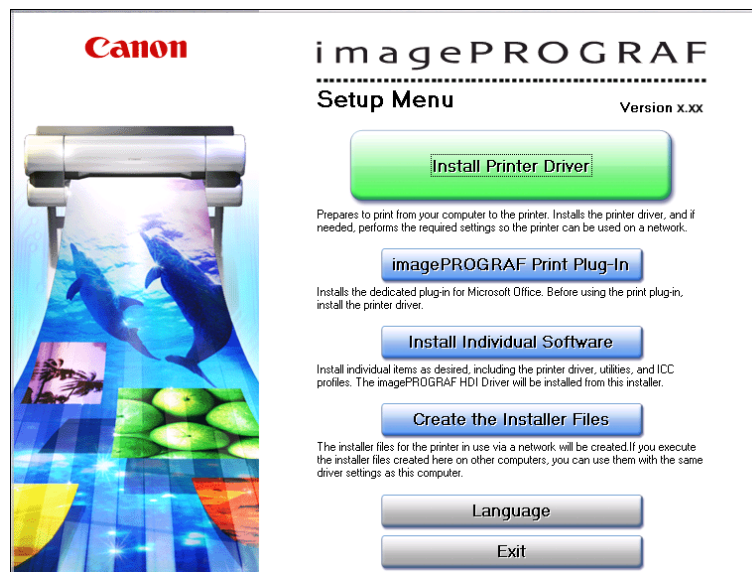 Canon
imagePROGRAF
Setup Menu
Version x.xx
Install Printer Driver
Prepares to print from your computer to the printer. Installs the printer driver, and if
needed, performs the required settings so the printer can be used on a network.
imagePROGRAF Print Plug-In
Installs the dedicated plug-in for Microsoft Office. Before using the print plug-in,
install the printer driver.
Install Individual Software
Install individual items as desired, including the printer driver, utilities, and ICC
profiles. The imagePROGRAF HDI Driver will be installed from this installer.
Create the Installer Files
The installer files for the printer in use via a network will be created.If you execute
the installer files created here on other computers, you can use them with the same
driver settings as this computer.
Language
Exit